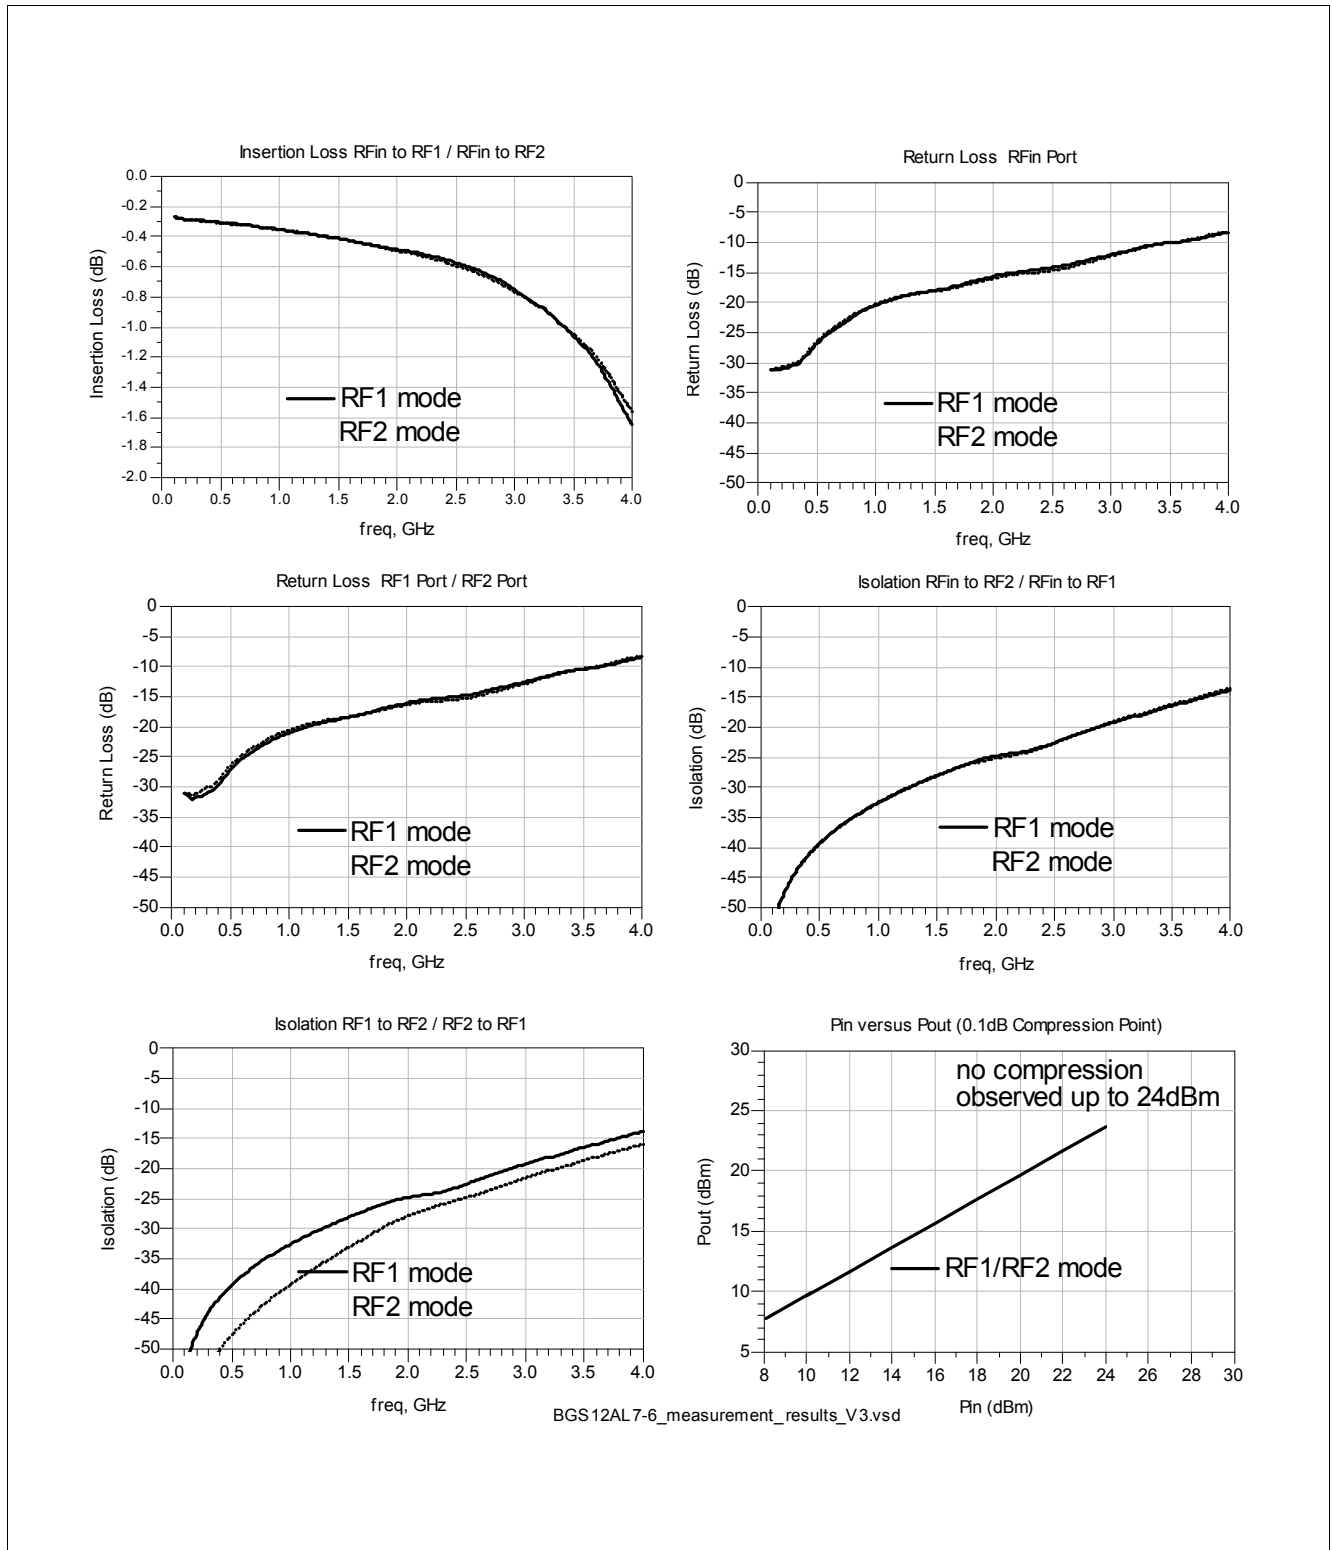 Insertion Loss RFin to RF1 / RFin to RF2
0.0
-0.2
-0.4
-0.6
-0.8
-1.0
-1.2
-1.4
-1.6
-1.8
-2.0
Insertion Loss (dB)
RF1 mode
RF2 mode
0.0 0.5 1.0 1.5 2.0 2.5 3.0 3.5 4.0
freq, GHz
Return Loss RFin Port
0
-5
-10
-15
-20
-25
-30
-35
-40
-45
-50
Return Loss (dB)
RF1 mode
RF2 mode
0.0 0.5 1.0 1.5 2.0 2.5 3.0 3.5 4.0
freq, GHz
Return Loss RF1 Port / RF2 Port
0
-5
-10
-15
-20
-25
-30
-35
-40
-45
-50
Return Loss (dB)
RF1 mode
RF2 mode
0.0 0.5 1.0 1.5 2.0 2.5 3.0 3.5 4.0
freq, GHz
Isolation RFin to RF2 / RFin to RF1
0
-5
-10
-15
-20
-25
-30
-35
-40
-45
-50
Isolation (dB)
RF1 mode
RF2 mode
0.0 0.5 1.0 1.5 2.0 2.5 3.0 3.5 4.0
freq, GHz
Isolation RF1 to RF2 / RF2 to RF1
0
-5
-10
-15
-20
-25
-30
-35
-40
-45
-50
Isolation (dB)
RF1 mode
RF2 mode
0.0 0.5 1.0 1.5 2.0 2.5 3.0 3.5 4.0
freq, GHz
Pin versus Pout (0.1dB Compression Point)
30
25
20
15
10
5
Pout (dBm)
no compression
observed up to 24dBm
RF1/RF2 mode
8 10 12 14 16 18 20 22 24 26 28 30
Pin (dBm)
BGS12AL7-6_measurement_results_V3.vsd